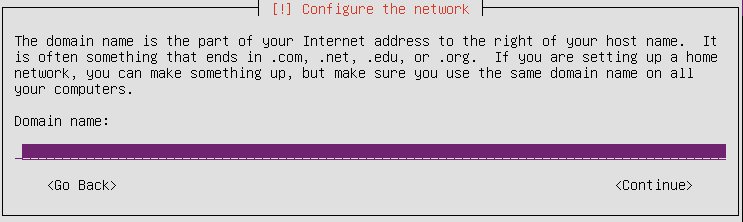 [!] Configure the network
The domain name is the part of your Internet address to the right of your host name.  It
is often something that ends in .com, .net, .edu, or .org.  If you are setting up a home
network, you can make something up, but make sure you use the same domain name on all
your computers.
Domain name:
<Go Back> <Continue>